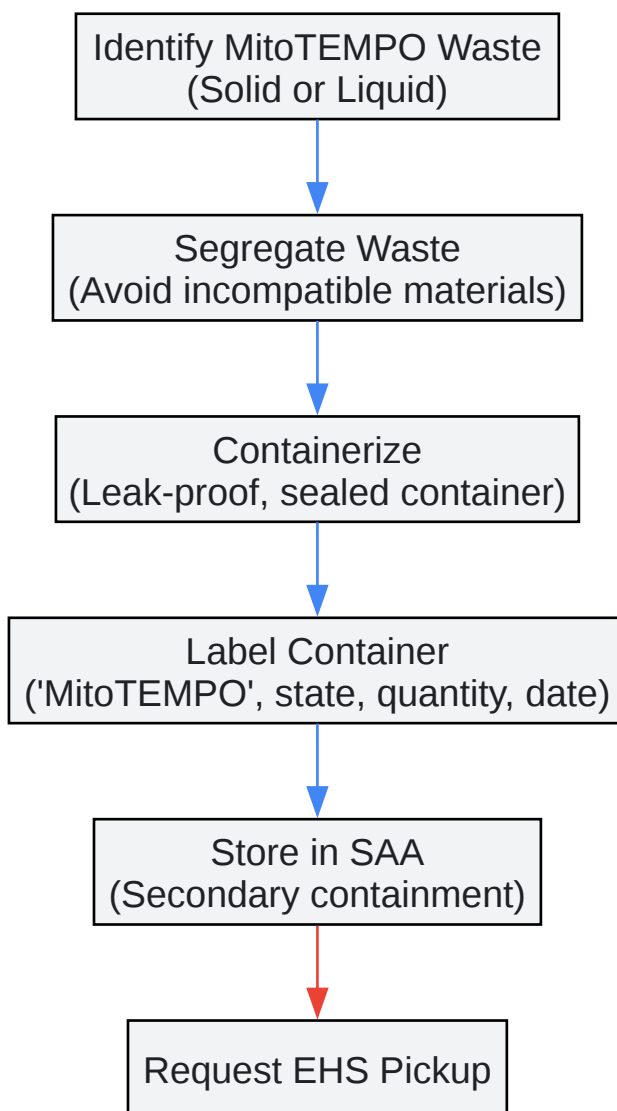 Identify MitoTEMPO Waste
(Solid or Liquid)
Segregate Waste
(Avoid incompatible materials)
Containerize
(Leak-proof, sealed container)
Label Container
('MitoTEMPO', state, quantity, date)
Store in SAA
(Secondary containment)
Request EHS Pickup